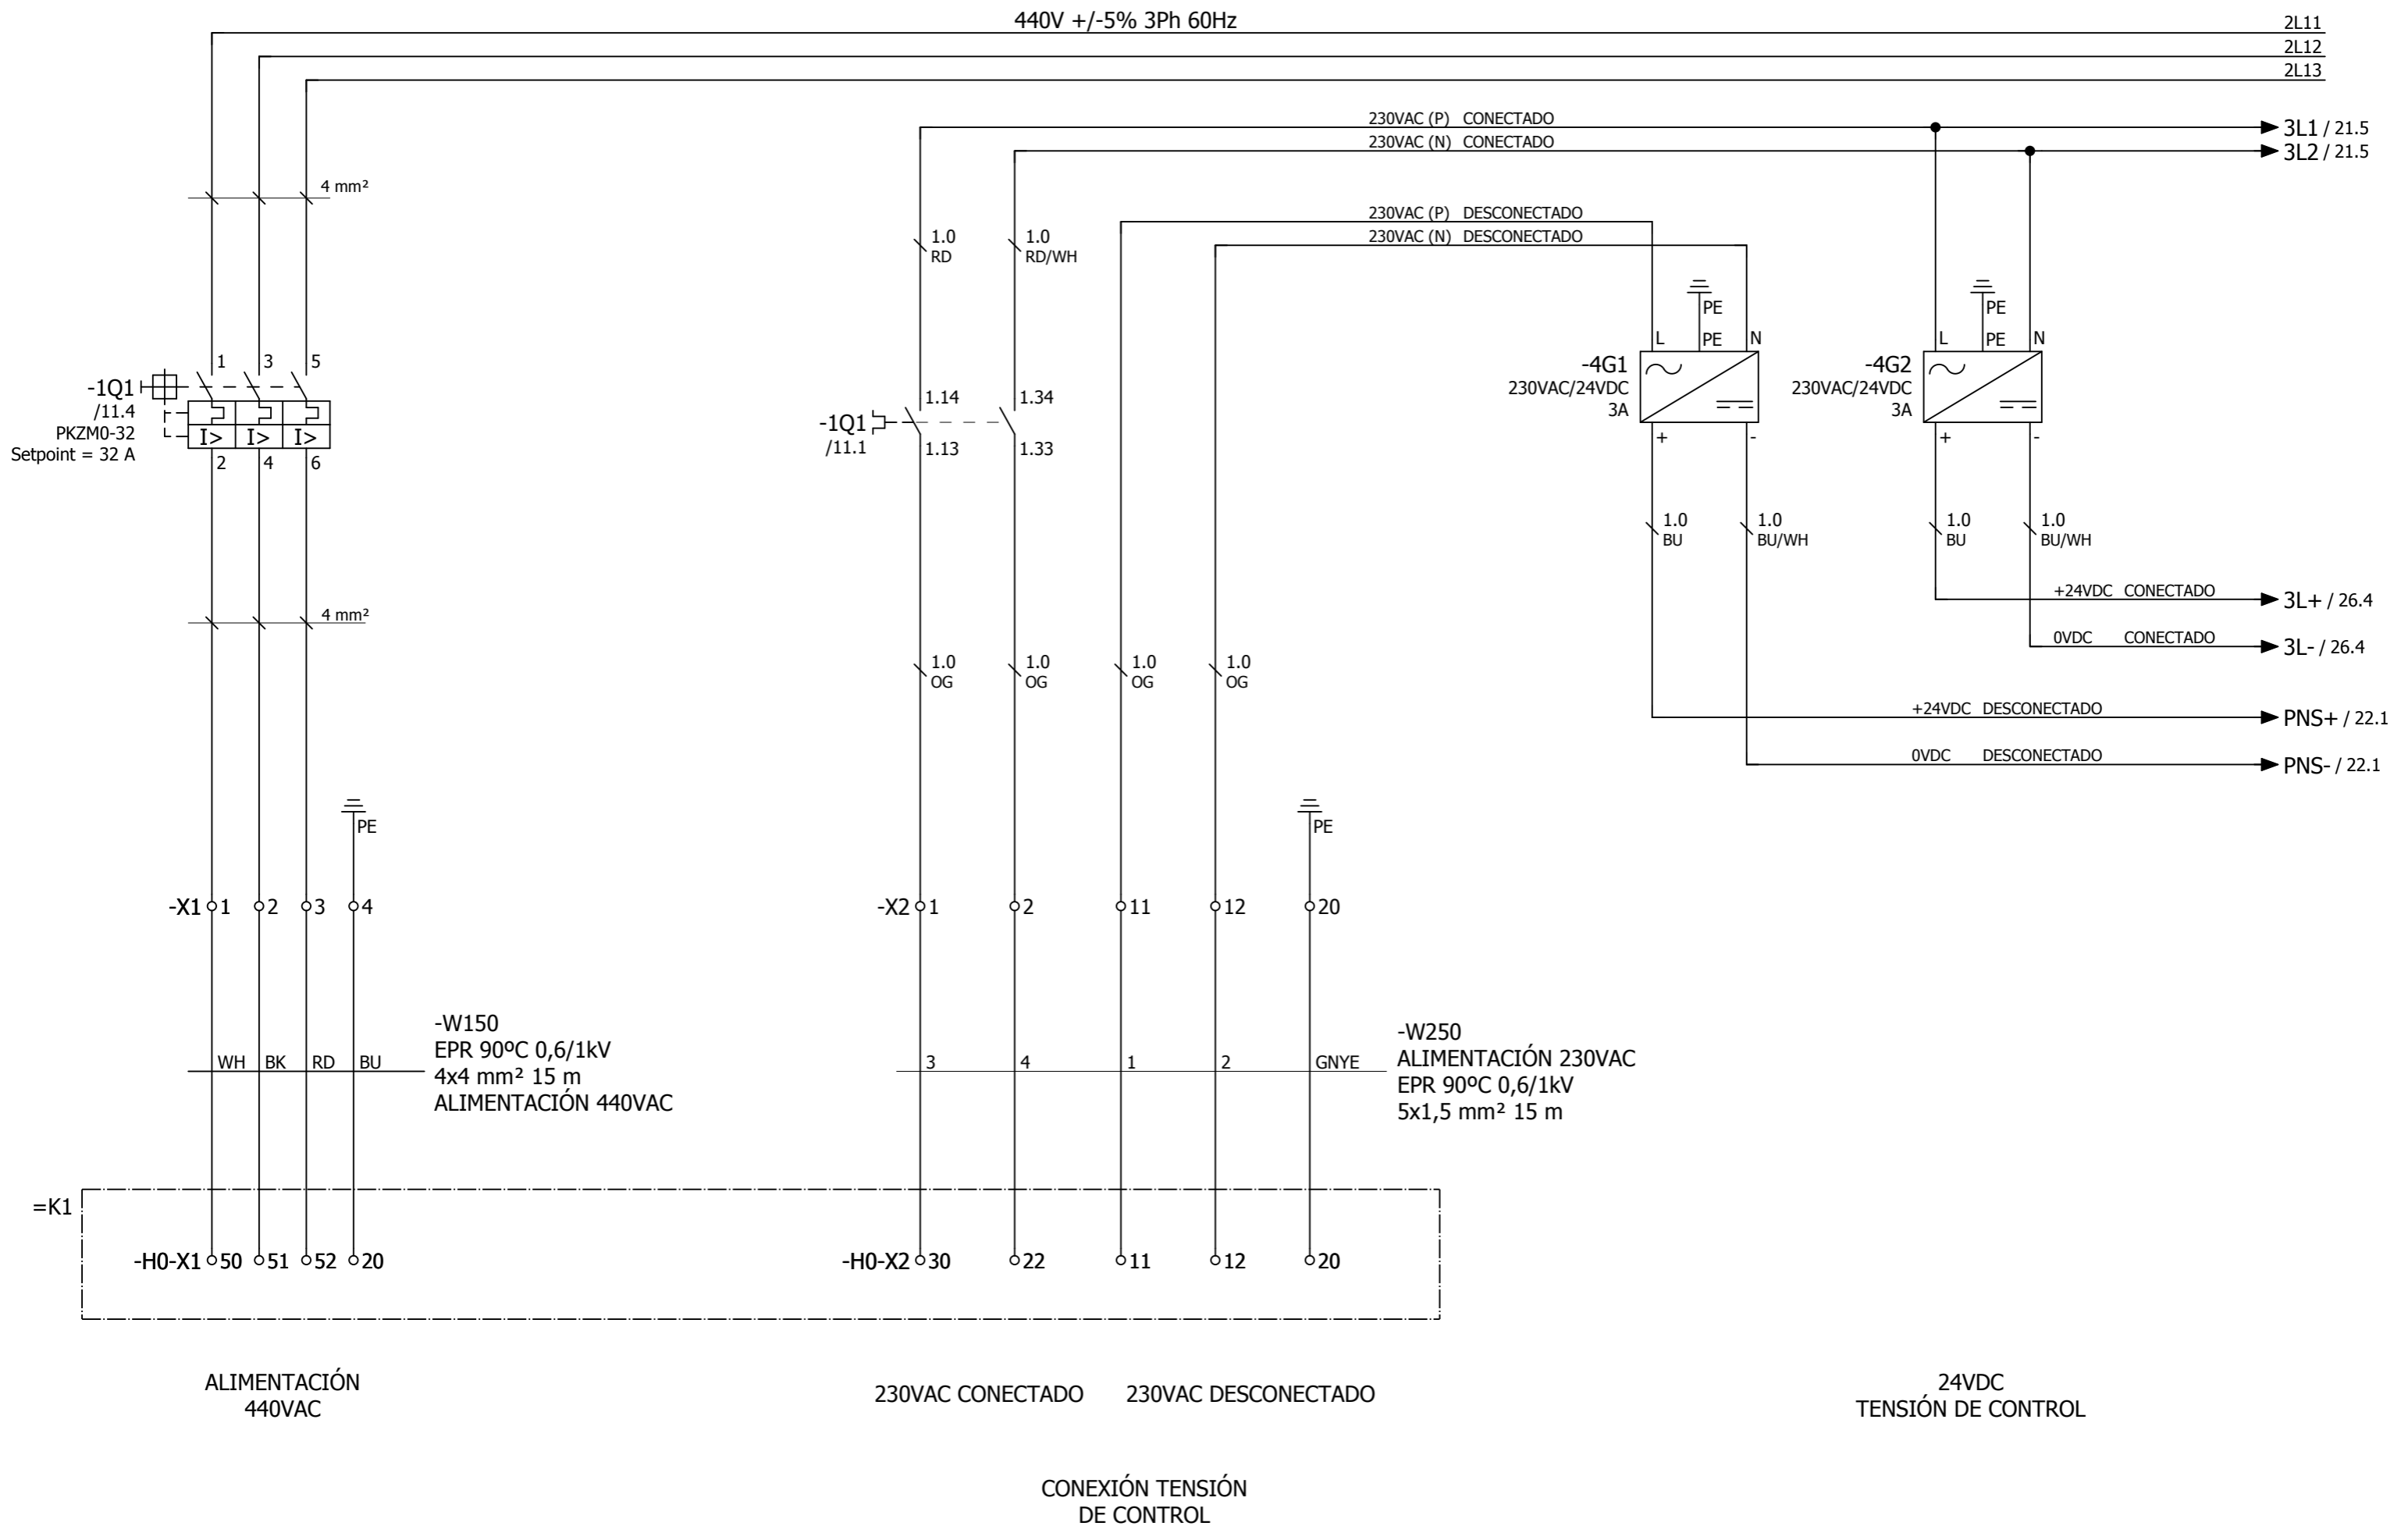 440V +/-5% 3Ph 60Hz
2L11
2L12
2L13
230VAC (P) CONECTADO
3L1 / 21.5
230VAC (N) CONECTADO
3L2 / 21.5
4 mm²
230VAC (P) DESCONECTADO
230VAC (N) DESCONECTADO
1.0
RD
1.0
RD/WH
PE
PE
L PE N
L PE N
1 3 5
-1Q1
/11.4
PKZM0-32
Setpoint = 32 A
I> I> I>
2 4 6
1.14 1.34
-1Q1
/11.1
1.13 1.33
-4G1
230VAC/24VDC
3A
+ -
-4G2
230VAC/24VDC
3A
+ -
1.0
BU
1.0
BU/WH
1.0
BU
1.0
BU/WH
+24VDC CONECTADO
3L+ / 26.4
0VDC CONECTADO
3L- / 26.4
4 mm²
1.0
OG
1.0
OG
1.0
OG
1.0
OG
+24VDC DESCONECTADO
PNS+ / 22.1
0VDC DESCONECTADO
PNS- / 22.1
PE
PE
-X1 1 2 3 4
-X2 1 2 11 12 20
WH BK RD BU
-W150
EPR 90ºC 0,6/1kV
4x4 mm² 15 m
ALIMENTACIÓN 440VAC
3 4 1 2 GNYE
-W250
ALIMENTACIÓN 230VAC
EPR 90ºC 0,6/1kV
5x1,5 mm² 15 m
=K1
-H0-X1 50 51 52 20
-H0-X2 30 22 11 12 20
ALIMENTACIÓN
440VAC
230VAC CONECTADO
230VAC DESCONECTADO
24VDC
TENSIÓN DE CONTROL
CONEXIÓN TENSIÓN
DE CONTROL